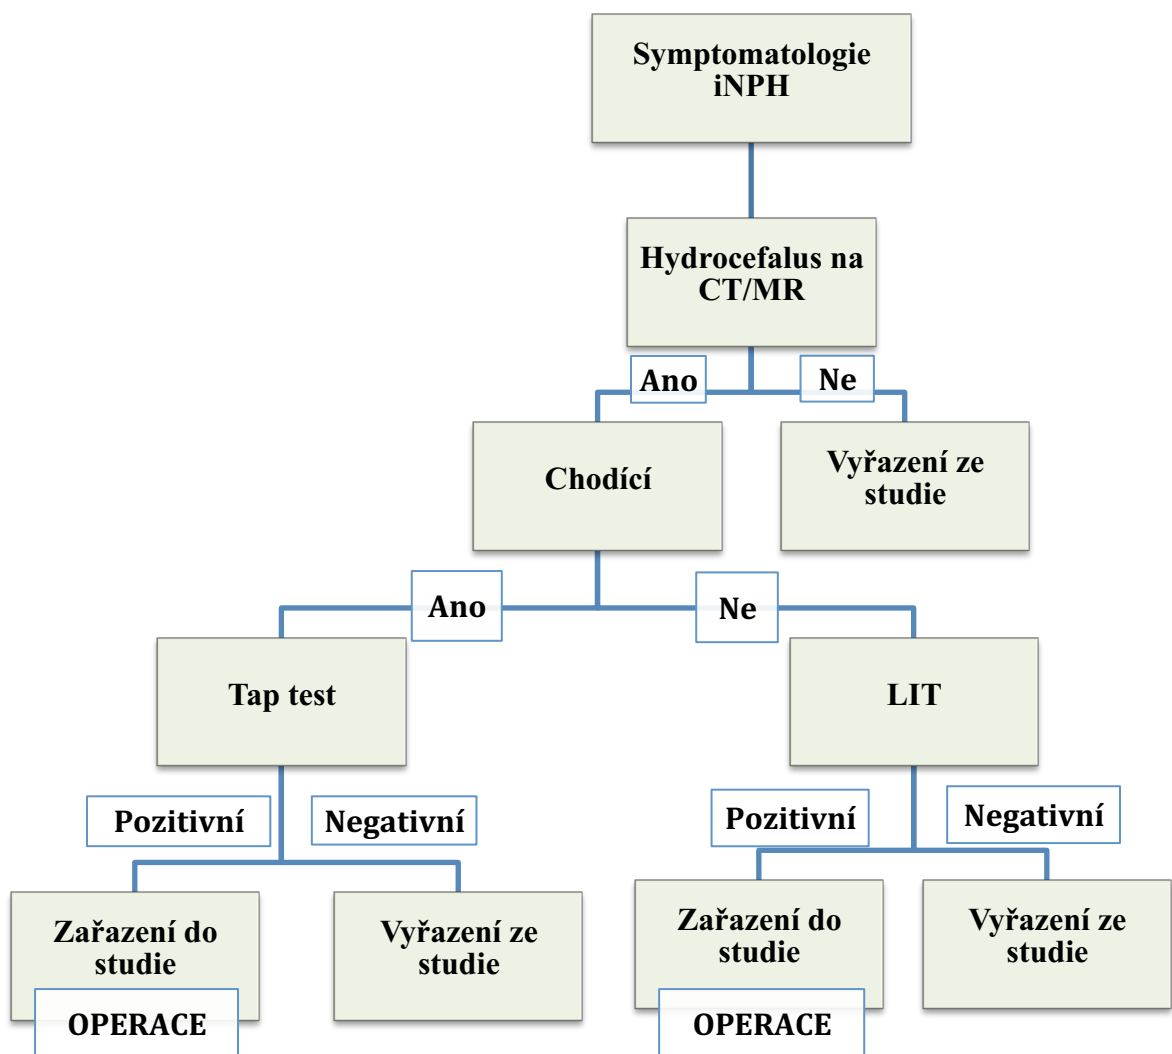 Symptomatologie
iNPH
Hydrocefalus na
CT/MR
Ano
Ne
Chodící
Vyřazení ze
studie
Ano
Ne
Tap test
LIT
Pozitivní
Negativní
Pozitivní
Negativní
Zařazení do
studie
OPERACE
Vyřazení ze
studie
Zařazení do
studie
OPERACE
Vyřazení ze
studie